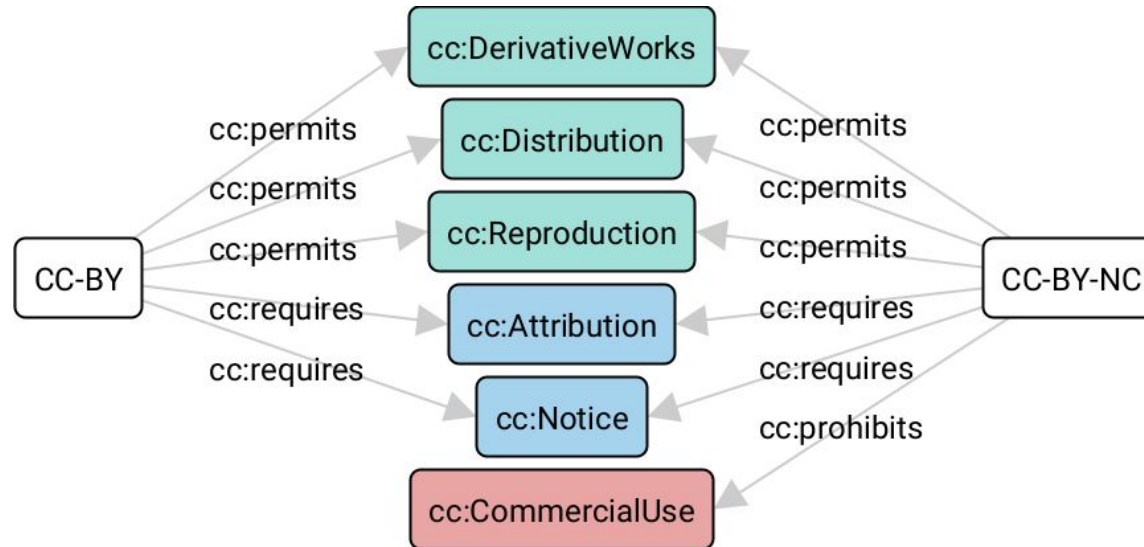 cc:DerivativeWorks
cc:permits
cc:permits
cc:Distribution
cc:permits
cc:permits
cc:Reproduction
cc:permits
cc:permits
CC-BY
CC-BY-NC
cc:requires
cc:Attribution
cc:requires
cc:requires
cc:requires
cc:Notice
cc:prohibits
cc:CommercialUse